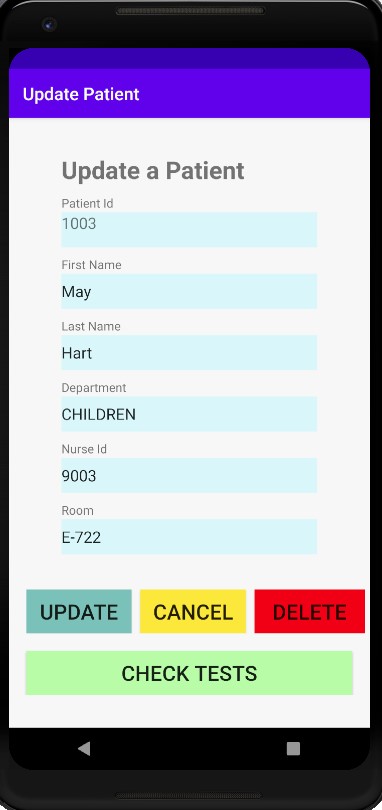 Update Patient
Update a Patient
Patient Id
1003
First Name
May
Last Name
Hart
Department
CHILDREN
Nurse Id
9003
Room
E-722
UPDATE CANCEL DELETE
CHECK TESTS